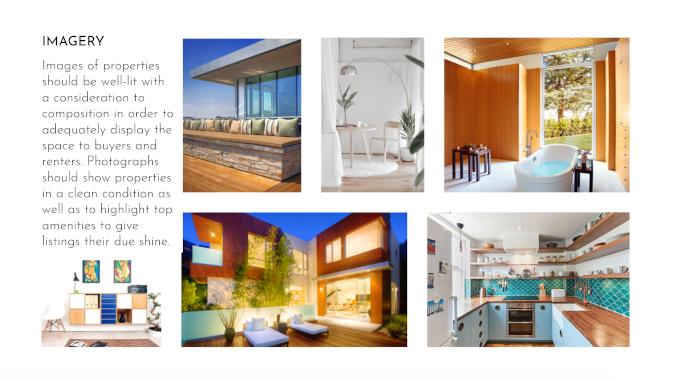 IMAGERY
Images of properties
should be well-lit with
a consideration to
composition in order to
adequately display the
space to buyers and
renters. Photographs
should show properties
in a clean condition as
well as to highlight top
amenities to give
listings their due shine.